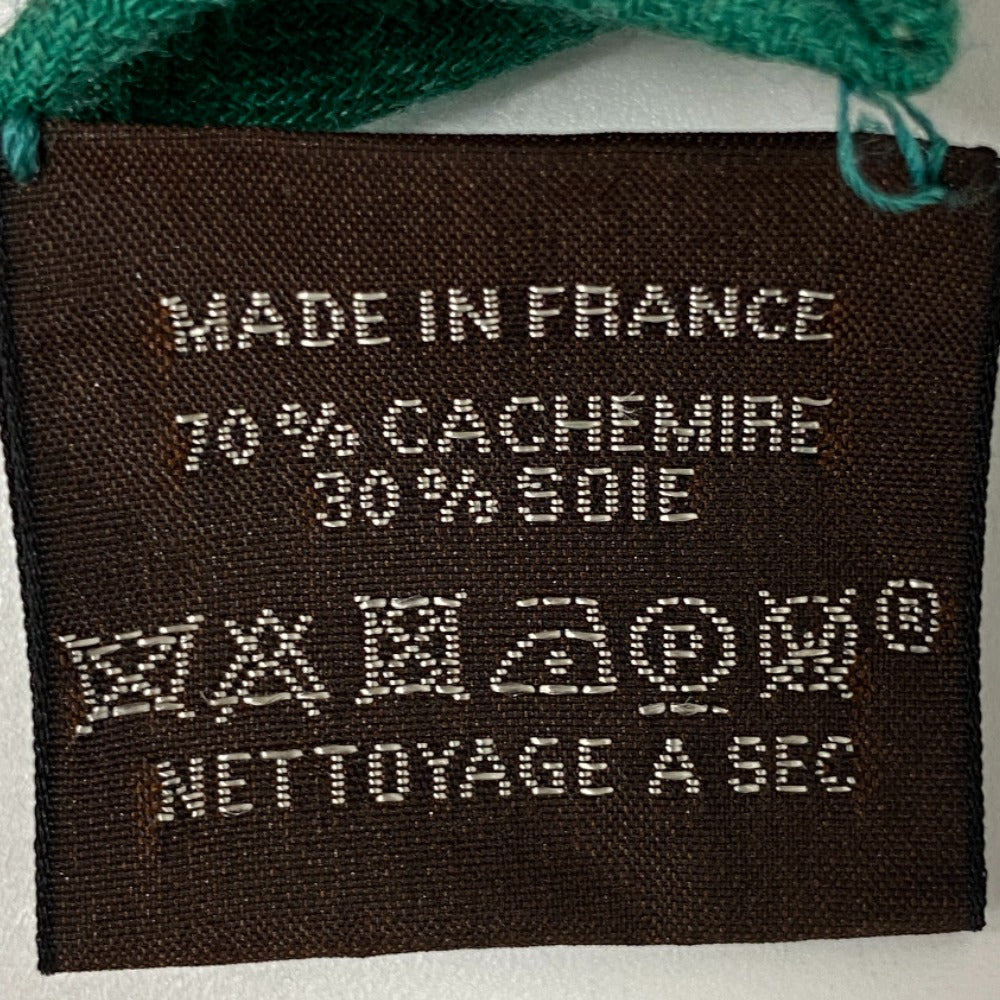 MADE IN FRANCE
70% CACHEMIRE
30% SOIE
P ®
NETTOYAGE A SEC